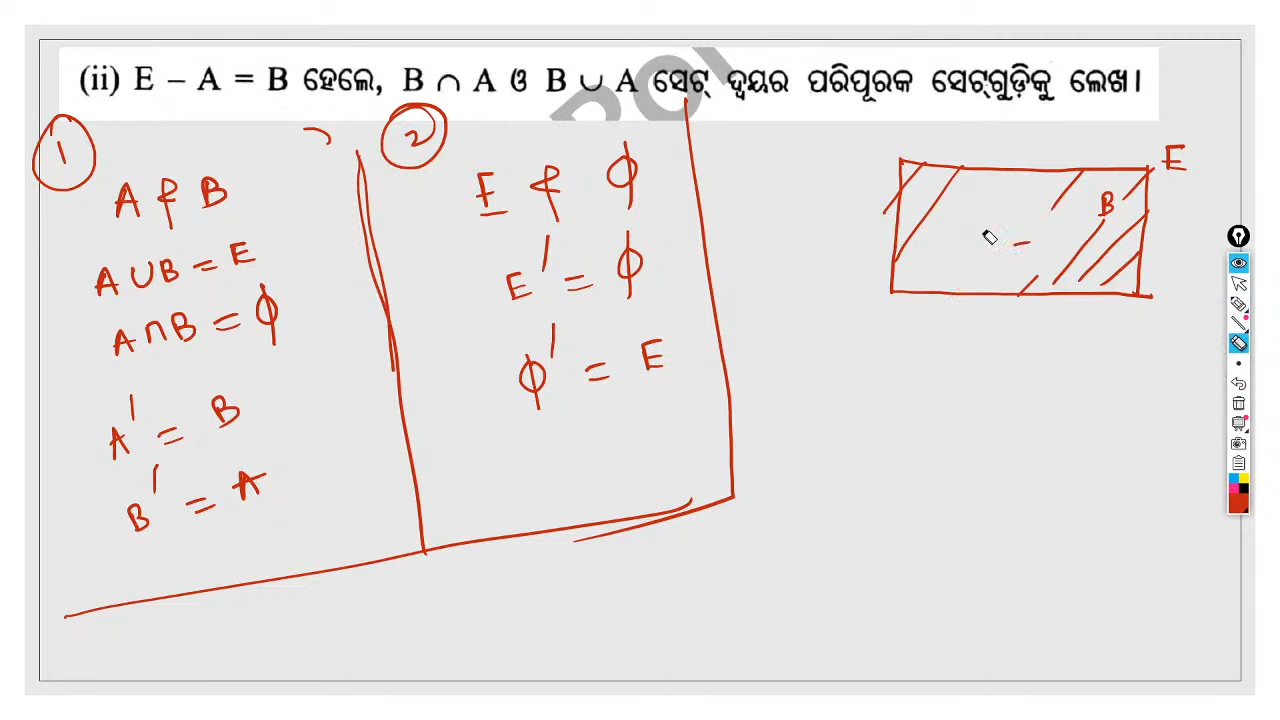 (ii) E – A = B ହେଲେ, B ∩ A ଓ B ∪ A ସେଟ୍ ଦ୍ୱୟର ପରିପୂରକ ସେଟ୍‌ଗୁଡ଼ିକୁ ଲେଖ।
1
A & B
A ∪ B = E
A ∩ B = ϕ
A' = B
B' = A
2
E & ϕ
E' = ϕ
ϕ' = E
E
B